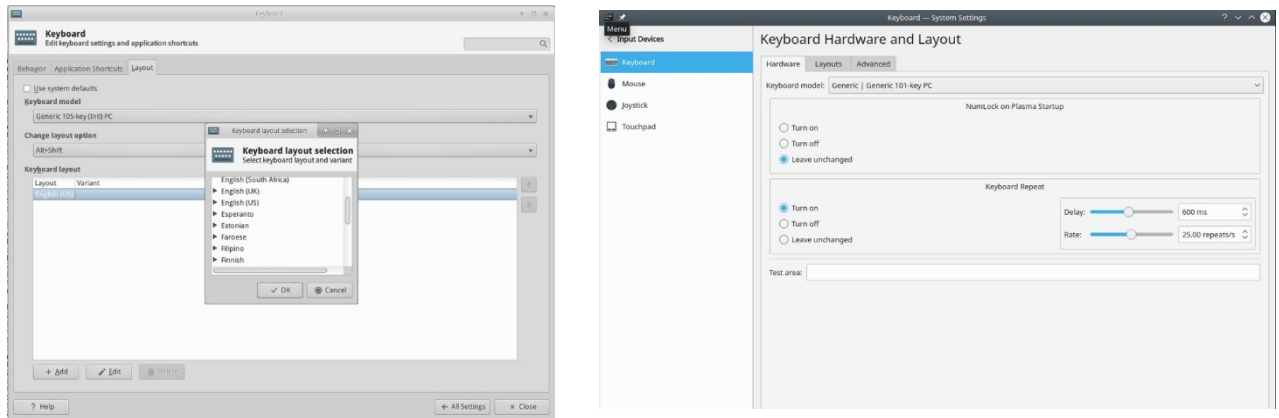 Keyboard
Keyboard
Edit keyboard settings and application shortcuts
Behavior Application Shortcuts Layout
Use system defaults
Keyboard model
Generic 105-key (Intl) PC
Change layout option
Alt+Shift
Keyboard layout
Layout Variant
English (US)
+ Add Edit Delete
? Help All Settings Close
Keyboard layout selection
Keyboard layout selection
Select keyboard layout and variant
English (South Africa)
English (UK)
English (US)
Esperanto
Estonian
Faroese
Filipino
Finnish
OK Cancel
Keyboard — System Settings
Menu
Input Devices
Keyboard
Mouse
Joystick
Touchpad
Keyboard Hardware and Layout
Hardware Layouts Advanced
Keyboard model: Generic | Generic 101-key PC
NumLock on Plasma Startup
Turn on
Turn off
Leave unchanged
Keyboard Repeat
Turn on
Turn off
Leave unchanged
Delay: 600 ms
Rate: 25.00 repeats/s
Test area: